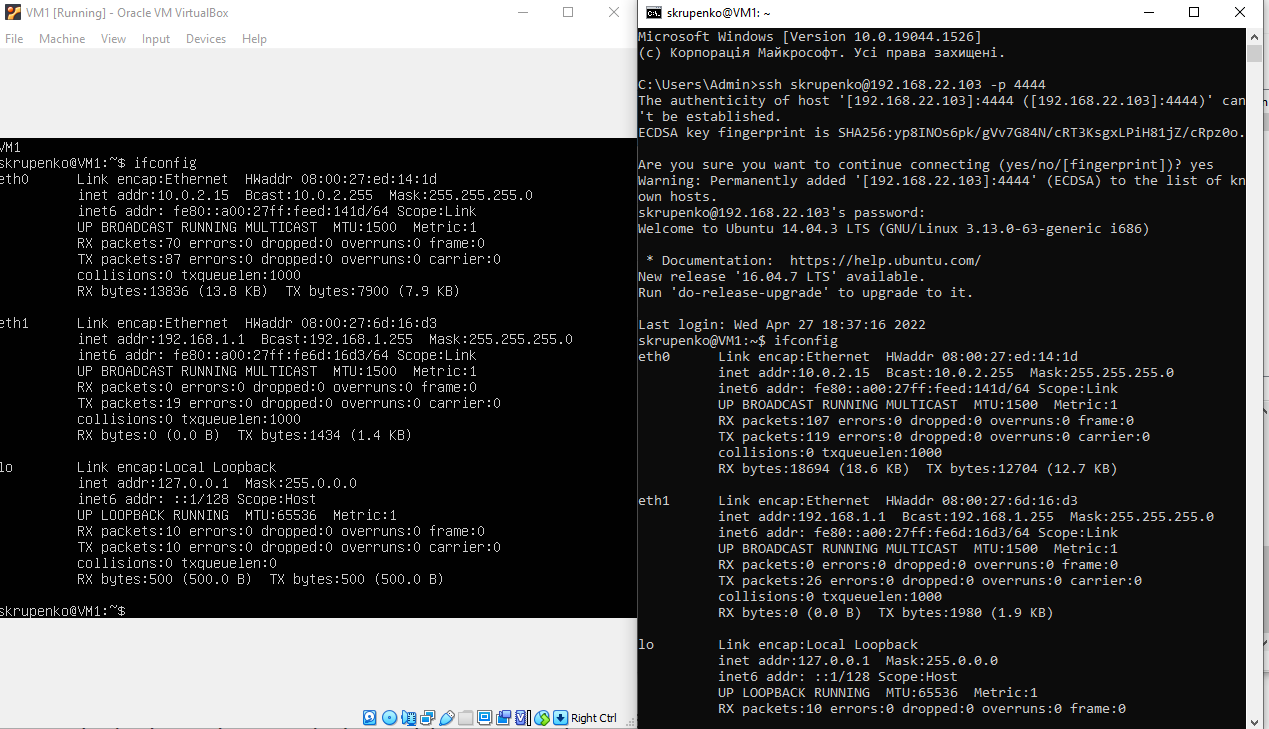 VM1 [Running] - Oracle VM VirtualBox
File Machine View Input Devices Help
VM1
skrupenko@VM1:~$ ifconfig
eth0 Link encap:Ethernet HWaddr 08:00:27:ed:14:1d
inet addr:10.0.2.15 Bcast:10.0.2.255 Mask:255.255.255.0
inet6 addr: fe80::a00:27ff:feed:141d/64 Scope:Link
UP BROADCAST RUNNING MULTICAST MTU:1500 Metric:1
RX packets:70 errors:0 dropped:0 overruns:0 frame:0
TX packets:87 errors:0 dropped:0 overruns:0 carrier:0
collisions:0 txqueuelen:1000
RX bytes:13836 (13.8 KB) TX bytes:7900 (7.9 KB)
eth1 Link encap:Ethernet HWaddr 08:00:27:6d:16:d3
inet addr:192.168.1.1 Bcast:192.168.1.255 Mask:255.255.255.0
inet6 addr: fe80::a00:27ff:fe6d:16d3/64 Scope:Link
UP BROADCAST RUNNING MULTICAST MTU:1500 Metric:1
RX packets:0 errors:0 dropped:0 overruns:0 frame:0
TX packets:19 errors:0 dropped:0 overruns:0 carrier:0
collisions:0 txqueuelen:1000
RX bytes:0 (0.0 B) TX bytes:1434 (1.4 KB)
lo Link encap:Local Loopback
inet addr:127.0.0.1 Mask:255.0.0.0
inet6 addr: ::1/128 Scope:Host
UP LOOPBACK RUNNING MTU:65536 Metric:1
RX packets:10 errors:0 dropped:0 overruns:0 frame:0
TX packets:10 errors:0 dropped:0 overruns:0 carrier:0
collisions:0 txqueuelen:0
RX bytes:500 (500.0 B) TX bytes:500 (500.0 B)
skrupenko@VM1:~$
Right Ctrl
skrupenko@VM1: ~
Microsoft Windows [Version 10.0.19044.1526]
(c) Корпорація Майкрософт. Усі права захищені.
C:\Users\Admin>ssh skrupenko@192.168.22.103 -p 4444
The authenticity of host '[192.168.22.103]:4444 ([192.168.22.103]:4444)' can
't be established.
ECDSA key fingerprint is SHA256:yp8INOs6pk/gVv7G84N/cRT3KsgxLPiH81jZ/cRpz0o.
Are you sure you want to continue connecting (yes/no/[fingerprint])? yes
Warning: Permanently added '[192.168.22.103]:4444' (ECDSA) to the list of kn
own hosts.
skrupenko@192.168.22.103's password:
Welcome to Ubuntu 14.04.3 LTS (GNU/Linux 3.13.0-63-generic i686)
* Documentation: https://help.ubuntu.com/
New release '16.04.7 LTS' available.
Run 'do-release-upgrade' to upgrade to it.
Last login: Wed Apr 27 18:37:16 2022
skrupenko@VM1:~$ ifconfig
eth0 Link encap:Ethernet HWaddr 08:00:27:ed:14:1d
inet addr:10.0.2.15 Bcast:10.0.2.255 Mask:255.255.255.0
inet6 addr: fe80::a00:27ff:feed:141d/64 Scope:Link
UP BROADCAST RUNNING MULTICAST MTU:1500 Metric:1
RX packets:107 errors:0 dropped:0 overruns:0 frame:0
TX packets:119 errors:0 dropped:0 overruns:0 carrier:0
collisions:0 txqueuelen:1000
RX bytes:18694 (18.6 KB) TX bytes:12704 (12.7 KB)
eth1 Link encap:Ethernet HWaddr 08:00:27:6d:16:d3
inet addr:192.168.1.1 Bcast:192.168.1.255 Mask:255.255.255.0
inet6 addr: fe80::a00:27ff:fe6d:16d3/64 Scope:Link
UP BROADCAST RUNNING MULTICAST MTU:1500 Metric:1
RX packets:0 errors:0 dropped:0 overruns:0 frame:0
TX packets:26 errors:0 dropped:0 overruns:0 carrier:0
collisions:0 txqueuelen:1000
RX bytes:0 (0.0 B) TX bytes:1980 (1.9 KB)
lo Link encap:Local Loopback
inet addr:127.0.0.1 Mask:255.0.0.0
inet6 addr: ::1/128 Scope:Host
UP LOOPBACK RUNNING MTU:65536 Metric:1
RX packets:10 errors:0 dropped:0 overruns:0 frame:0